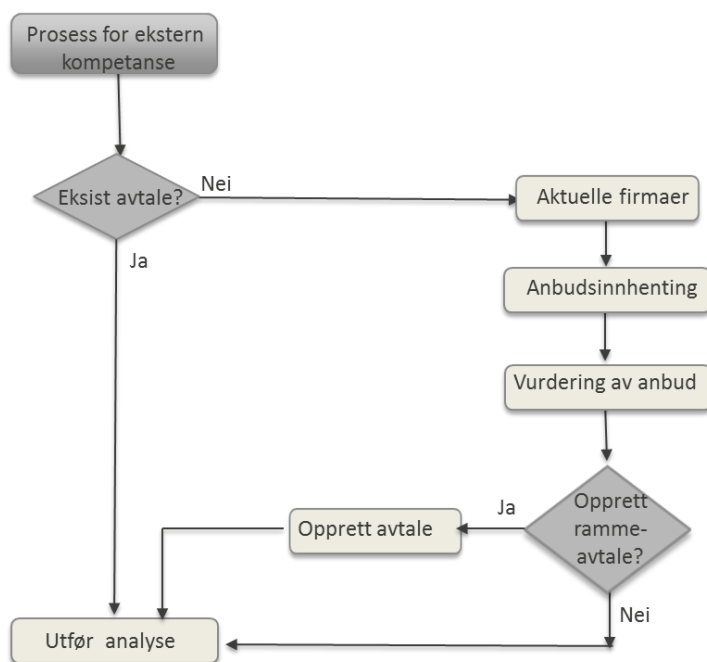 Prosess for ekstern
kompetanse
Eksist avtale?
Nei
Aktuelle firmaer
Ja
Anbudsinnhenting
Vurdering av anbud
Opprett
ramme-
avtale?
Ja
Opprett avtale
Nei
Utfør analyse